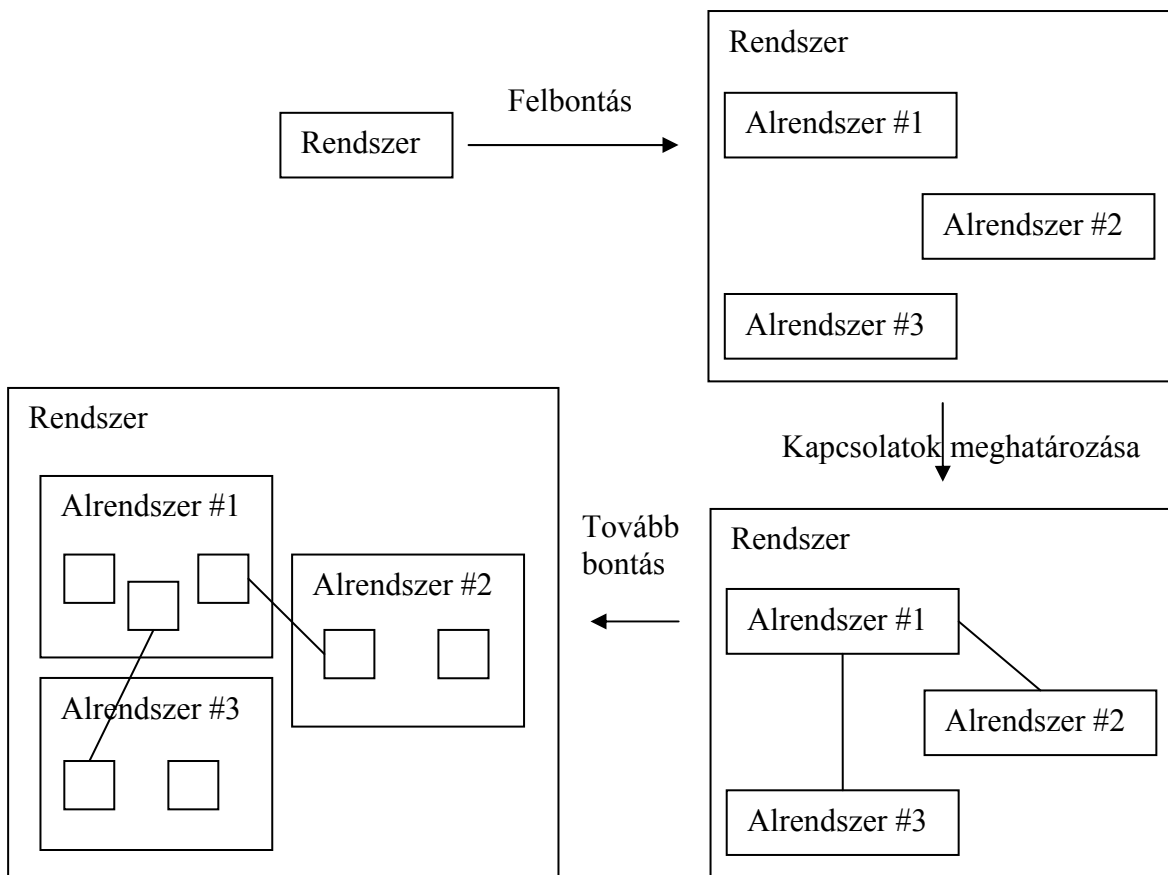 Rendszer
Felbontás
Rendszer
Alrendszer #1
Alrendszer #2
Alrendszer #3
Kapcsolatok meghatározása
Rendszer
Alrendszer #1
Alrendszer #2
Alrendszer #3
Tovább
bontás
Rendszer
Alrendszer #1
Alrendszer #2
Alrendszer #3